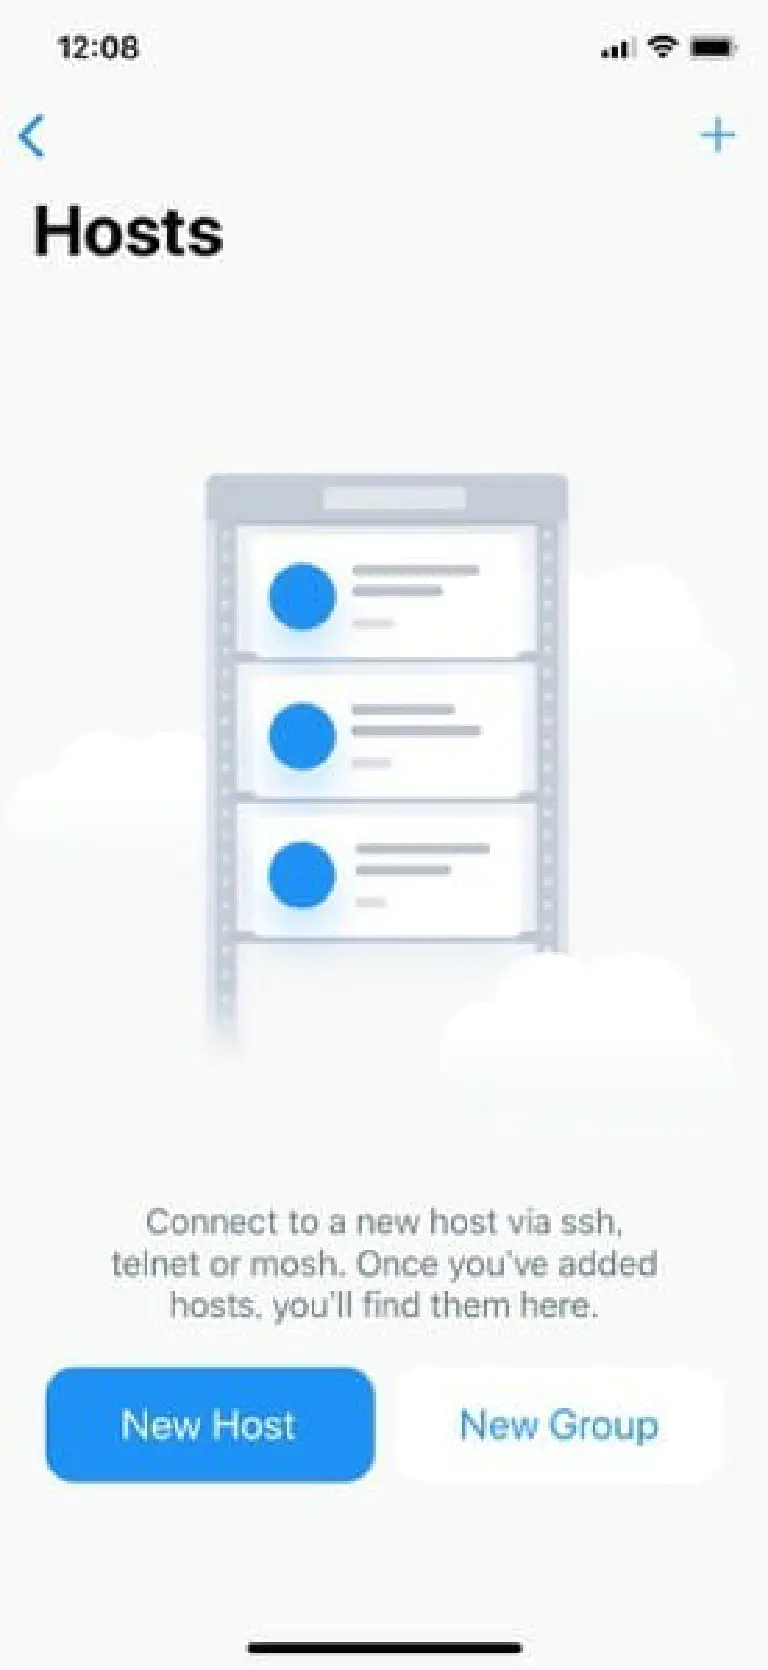 12:08
Hosts
Connect to a new host via ssh,
telnet or mosh. Once you've added
hosts, you'll find them here.
New Host
New Group